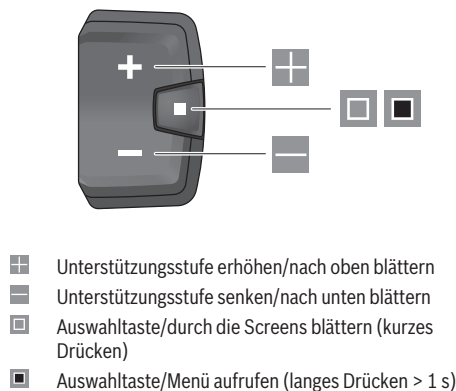 Unterstützungsstufe erhöhen/nach oben blättern
Unterstützungsstufe senken/nach unten blättern
Auswahltaste/durch die Screens blättern (kurzes
Drücken)
Auswahltaste/Menü aufrufen (langes Drücken > 1 s)